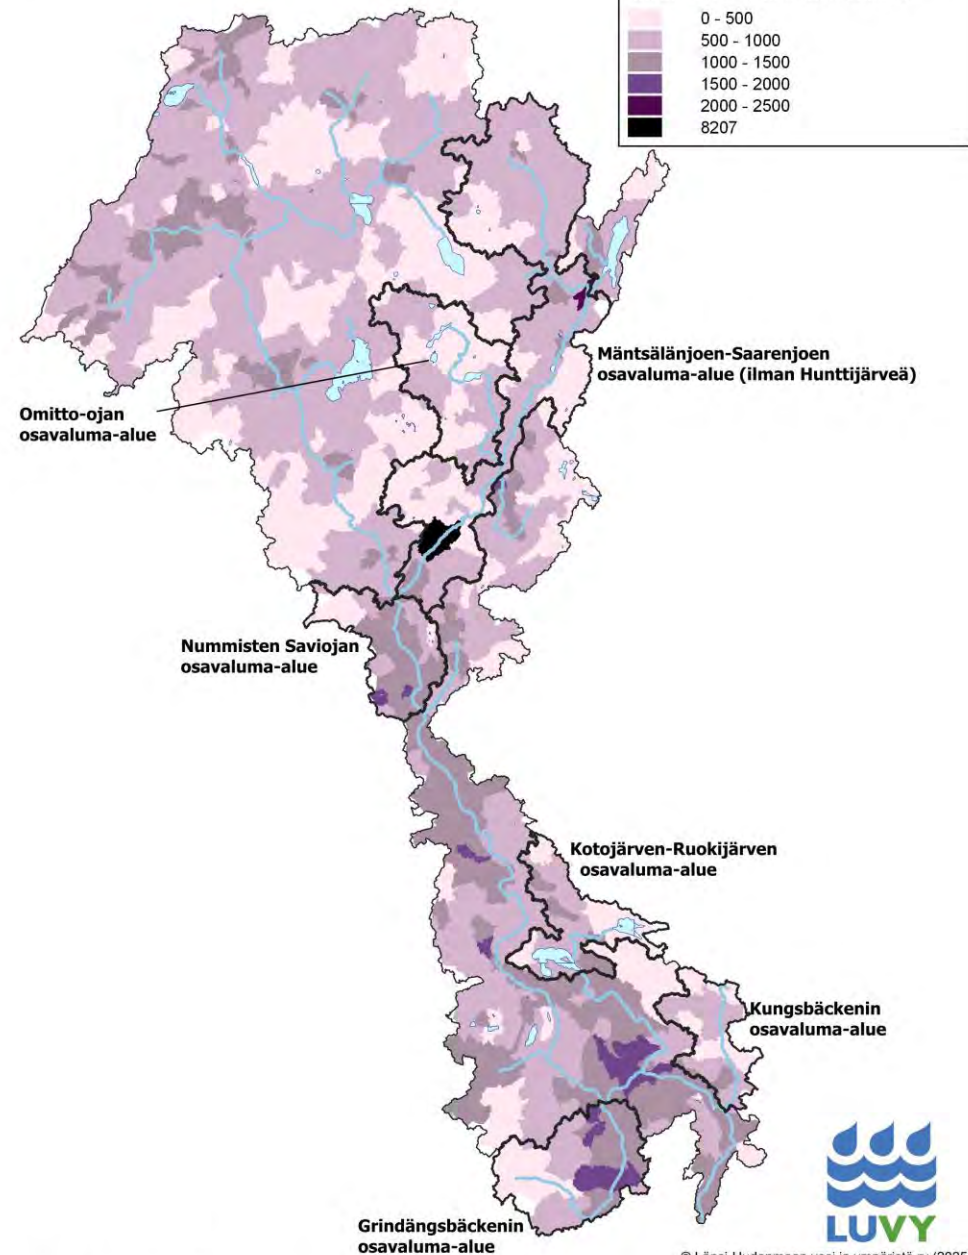 0 - 500
500 - 1000
1000 - 1500
1500 - 2000
2000 - 2500
8207
Mäntsälänjoen-Saarenjoen
osavaluma-alue (ilman Hunttijärveä)
Omitto-ojan
osavaluma-alue
Nummisten Saviojan
osavaluma-alue
Kotojärven-Ruokijärven
osavaluma-alue
Kungsbäckenin
osavaluma-alue
LUVY
Grindängsbäckenin
osavaluma-alue